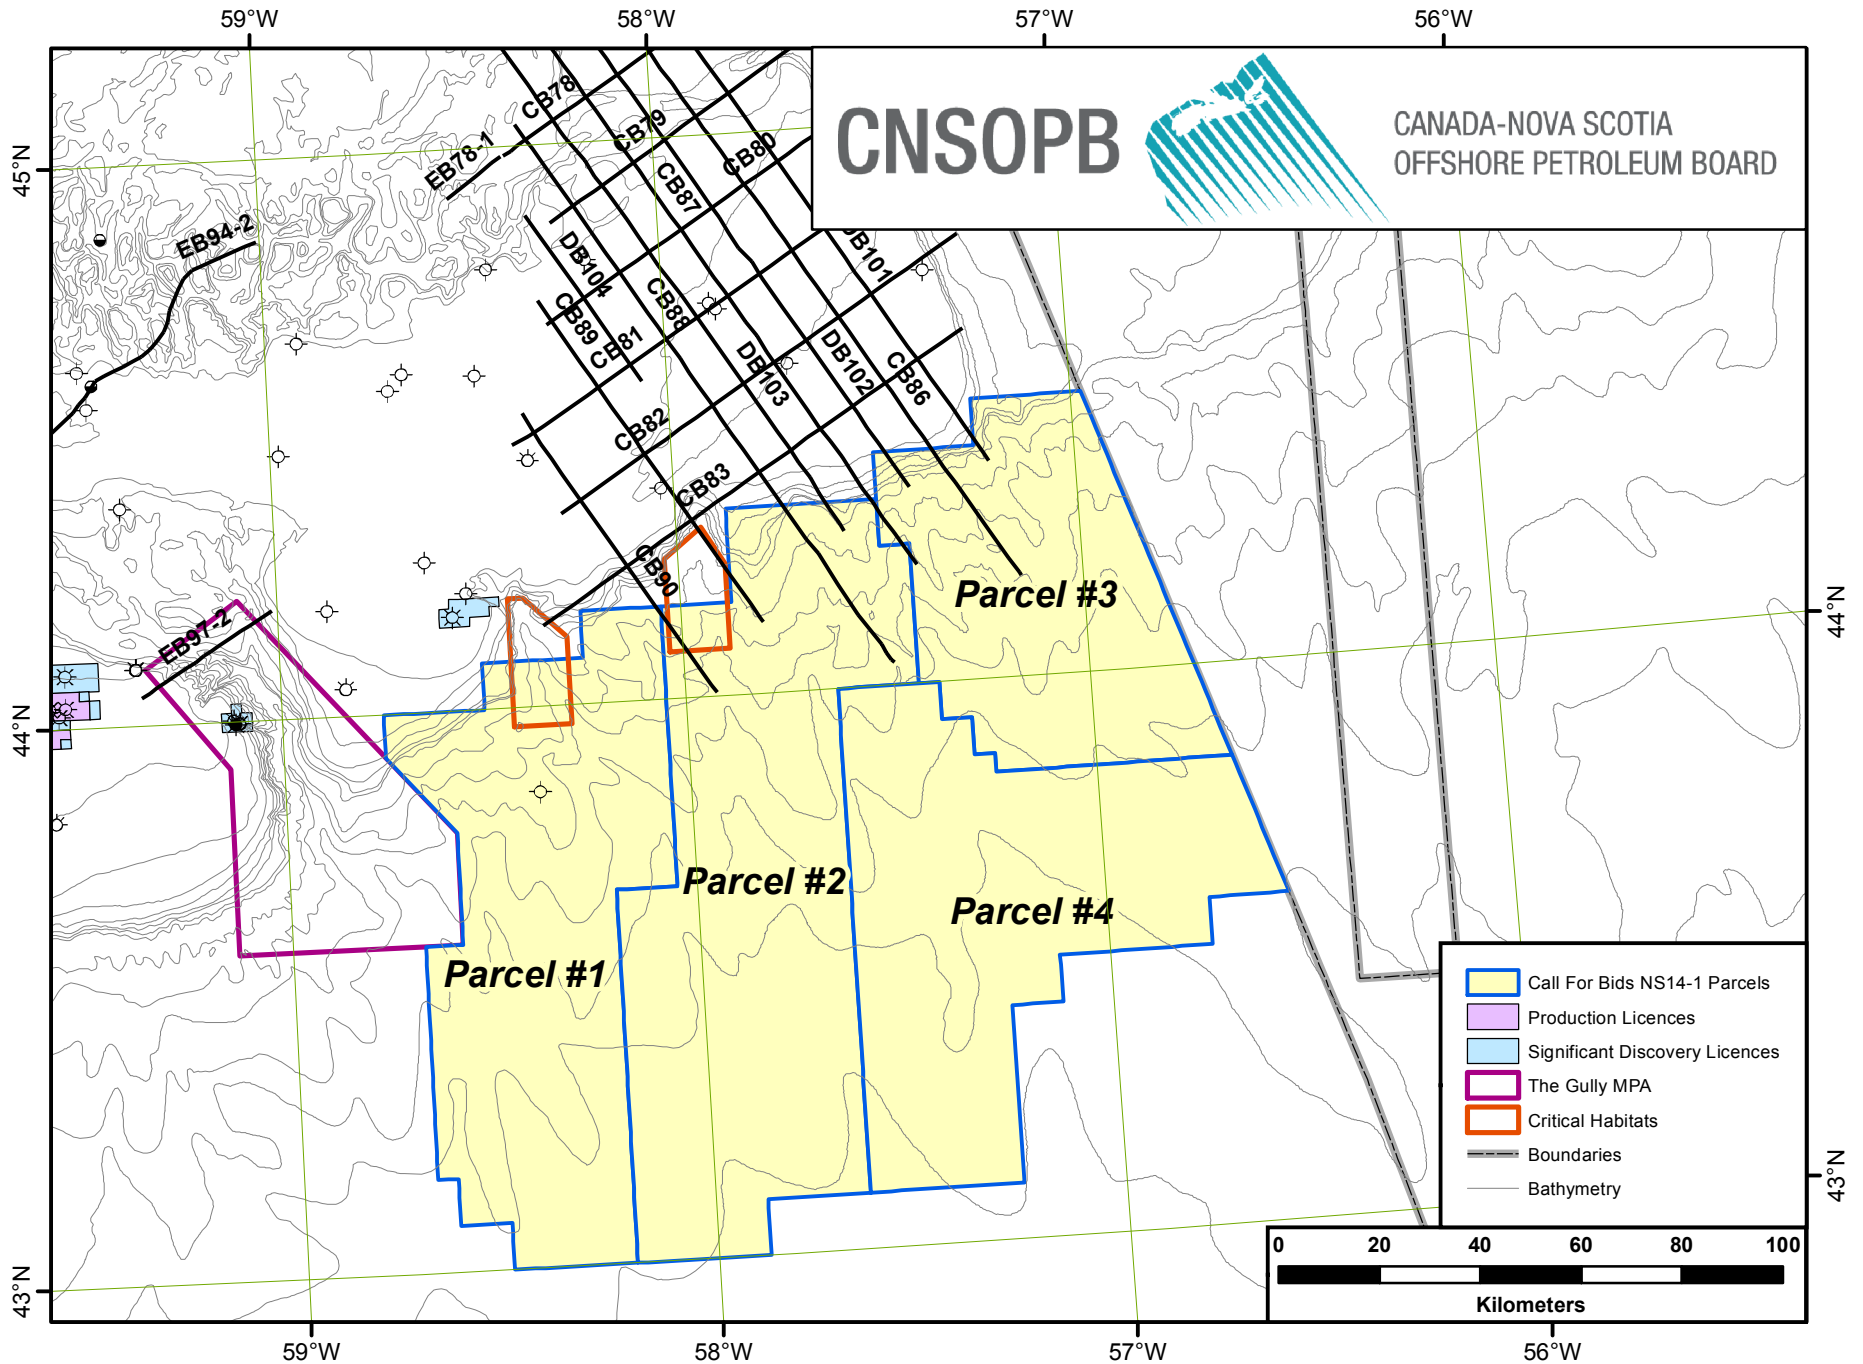 59°W
58°W
57°W
56°W
CNSOPB
CANADA-NOVA SCOTIA
OFFSHORE PETROLEUM BOARD
45°N
45°N
44°N
44°N
43°N
43°N
CB78
CB79
CB80
EB78-1
CB87
EB94-2
DB101
DB104
CB88
CB89
CB81
DB103
DB102
CB86
CB82
CB83
CB90
EB97-2
Parcel #3
Parcel #2
Parcel #4
Parcel #1
Call For Bids NS14-1 Parcels
Production Licences
Significant Discovery Licences
The Gully MPA
Critical Habitats
Boundaries
Bathymetry
0 20 40 60 80 100
Kilometers
59°W
58°W
57°W
56°W